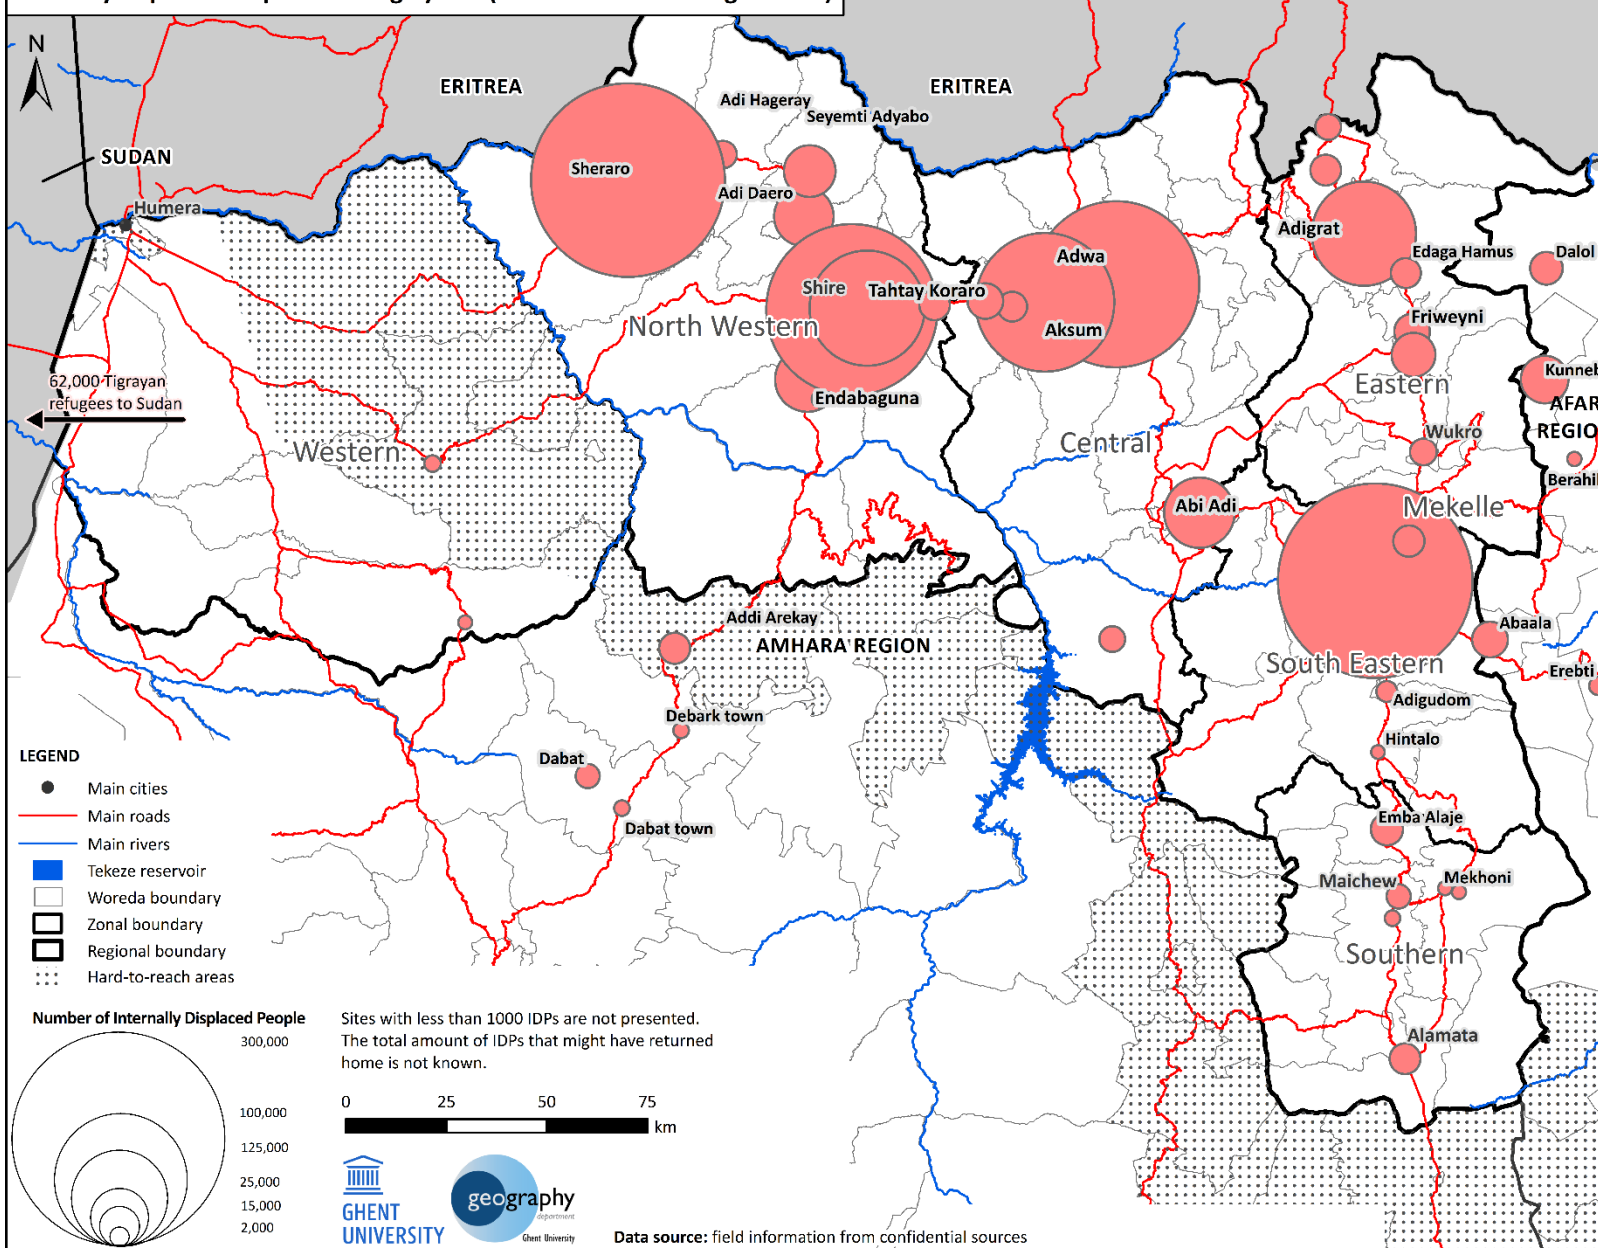 N
ERITREA
ERITREA
SUDAN
Humera
Adi Hageray
Seyemti Adyabo
Sheraro
Adi Daero
Adwa
Adigrat
Edaga Hamus
Dalol
Shire
Tahtay Koraro
Aksum
North Western
Friweyni
Endabaguna
Eastern
62,000 Tigrayan
refugees to Sudan
Western
Central
Wukro
REGIO
Abi Adi
Mekelle
Addi Arekay
AMHARA REGION
Abaala
South Eastern
Erebti
Adigudom
Debark town
Hintalo
Dabat
Dabat town
Emba Alaje
Maichew
Mekhoni
Southern
Alamata
LEGEND
Main cities
Main roads
Main rivers
Tekeze reservoir
Woreda boundary
Zonal boundary
Regional boundary
Hard-to-reach areas
Number of Internally Displaced People
300,000
100,000
125,000
25,000
15,000
2,000
Sites with less than 1000 IDPs are not presented.
The total amount of IDPs that might have returned
home is not known.
0 25 50 75
km
GHENT
UNIVERSITY
geography
department
Ghent University
Data source: field information from confidential sources